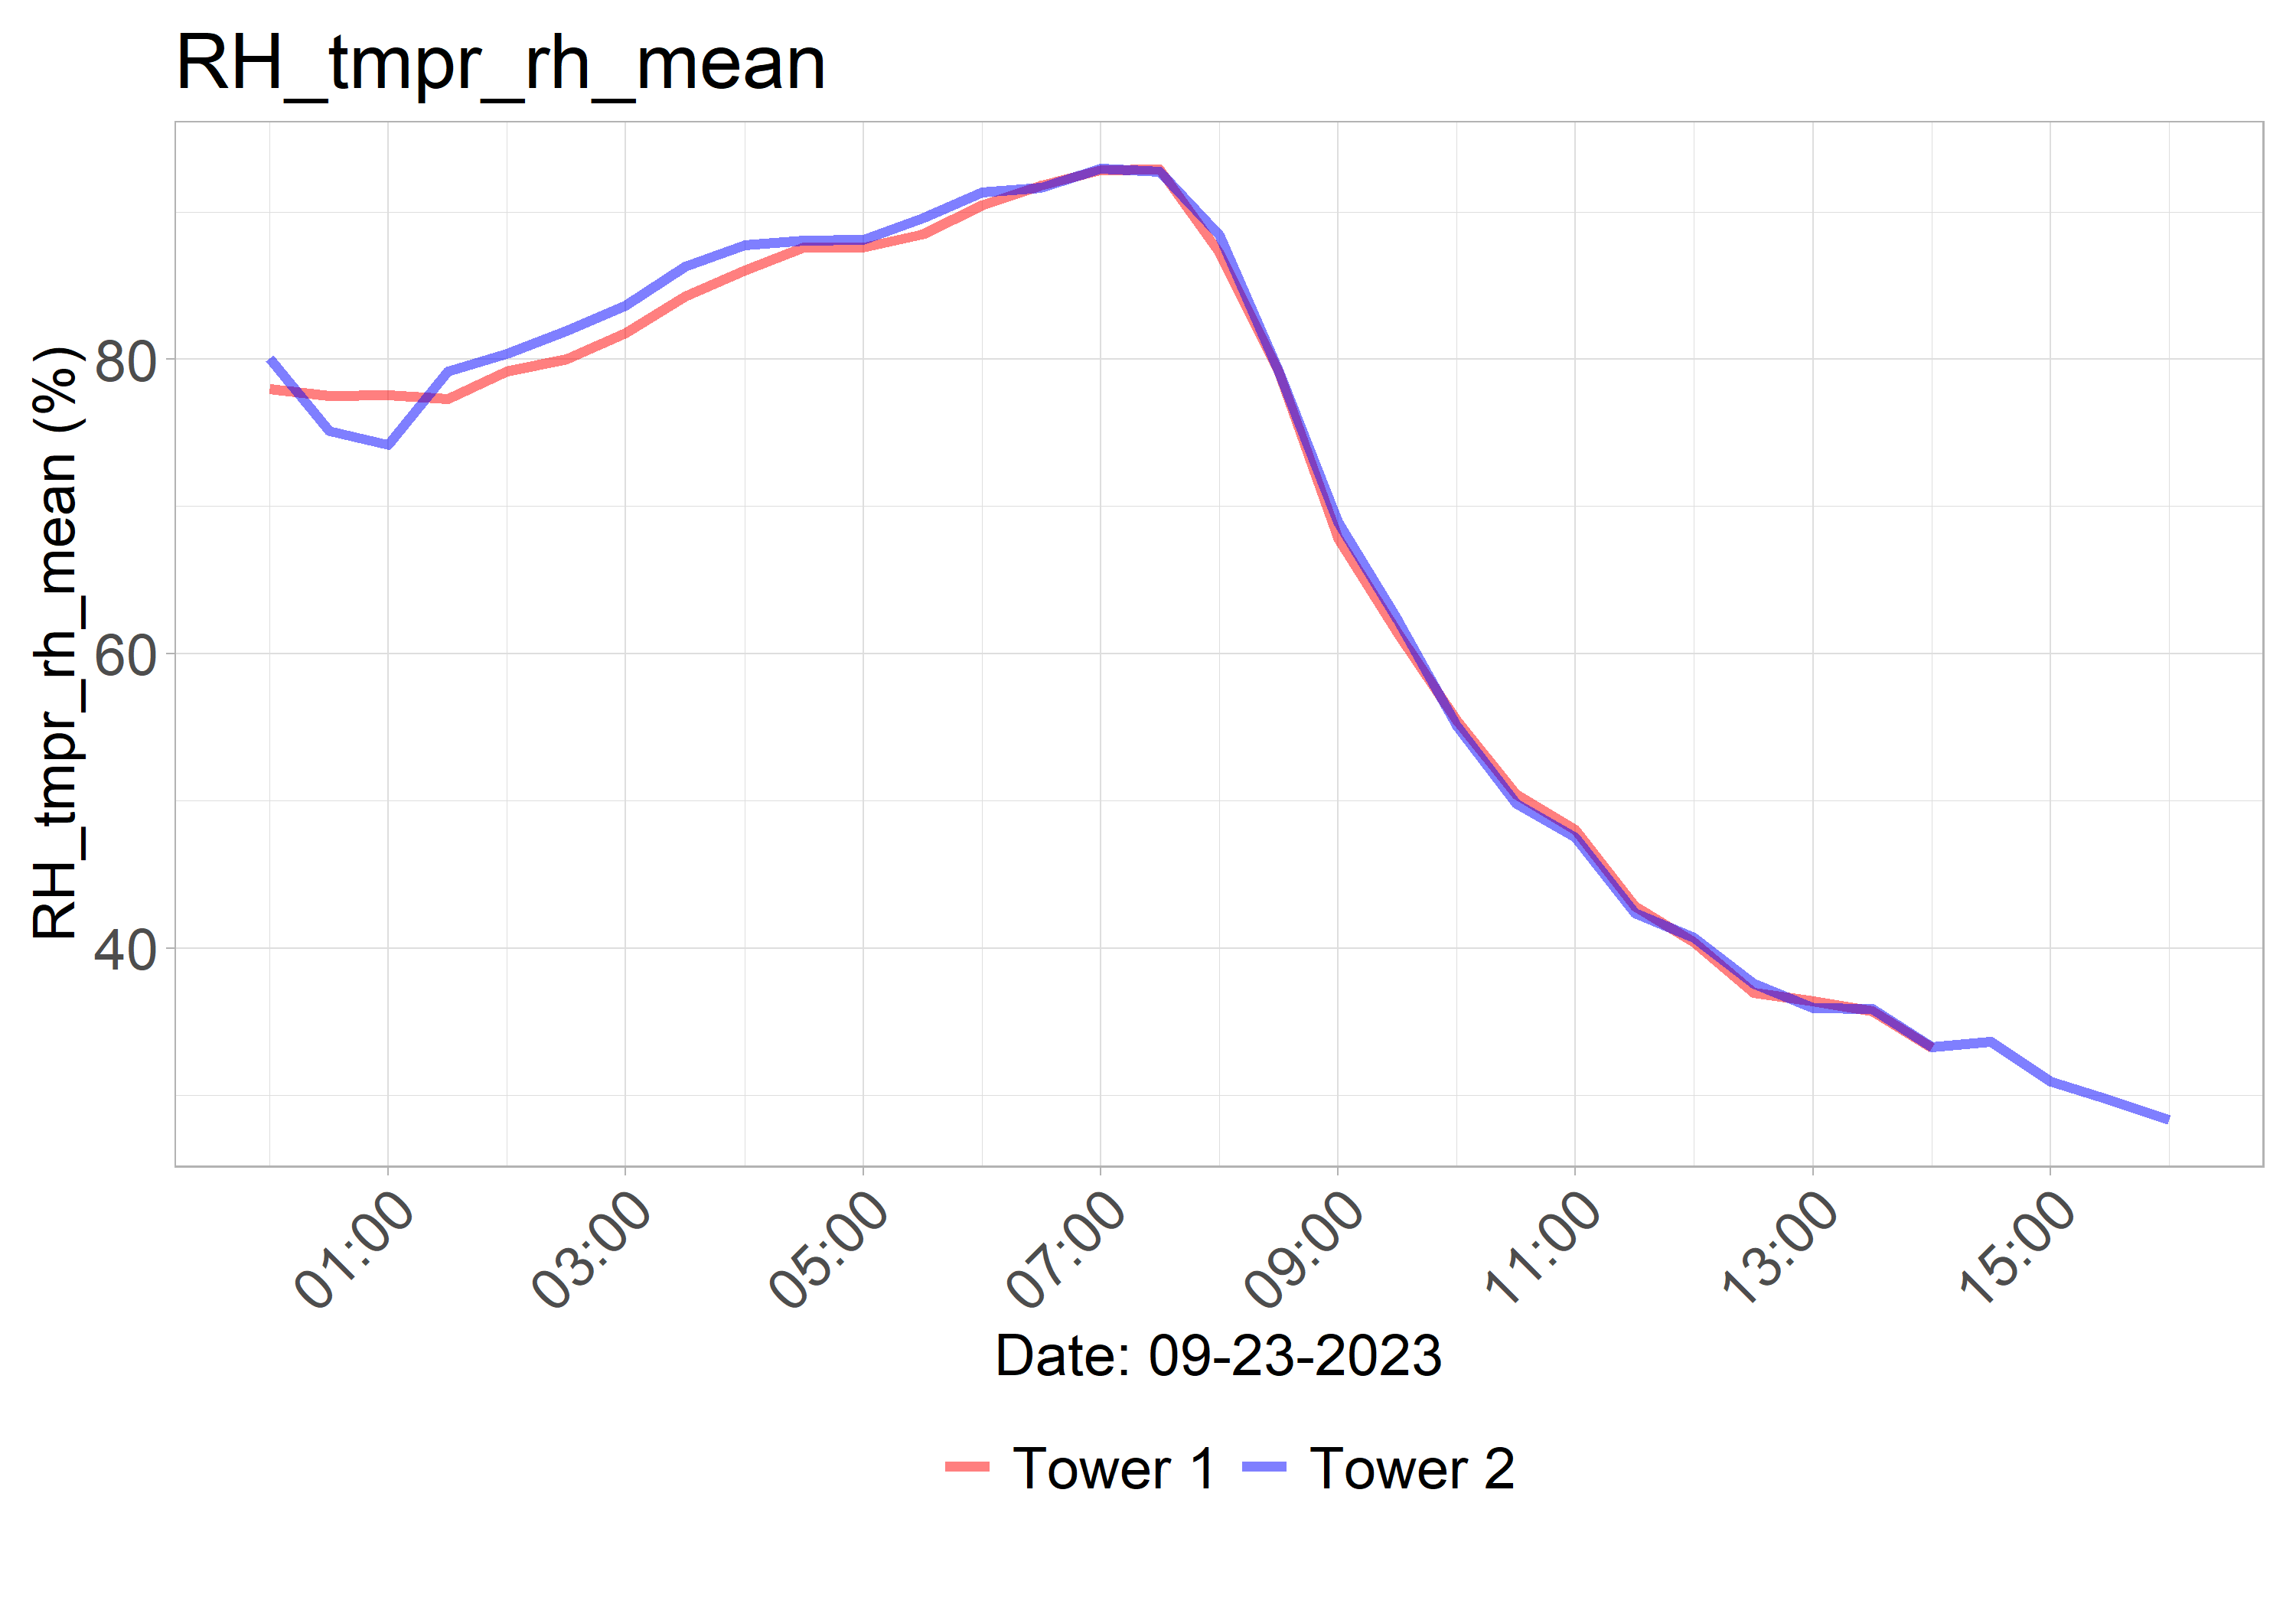 RH_tmpr_rh_mean
RH_tmpr_rh_mean (%)
80
60
40
01:00
03:00
05:00
07:00
09:00
11:00
13:00
15:00
Date: 09-23-2023
Tower 1
Tower 2